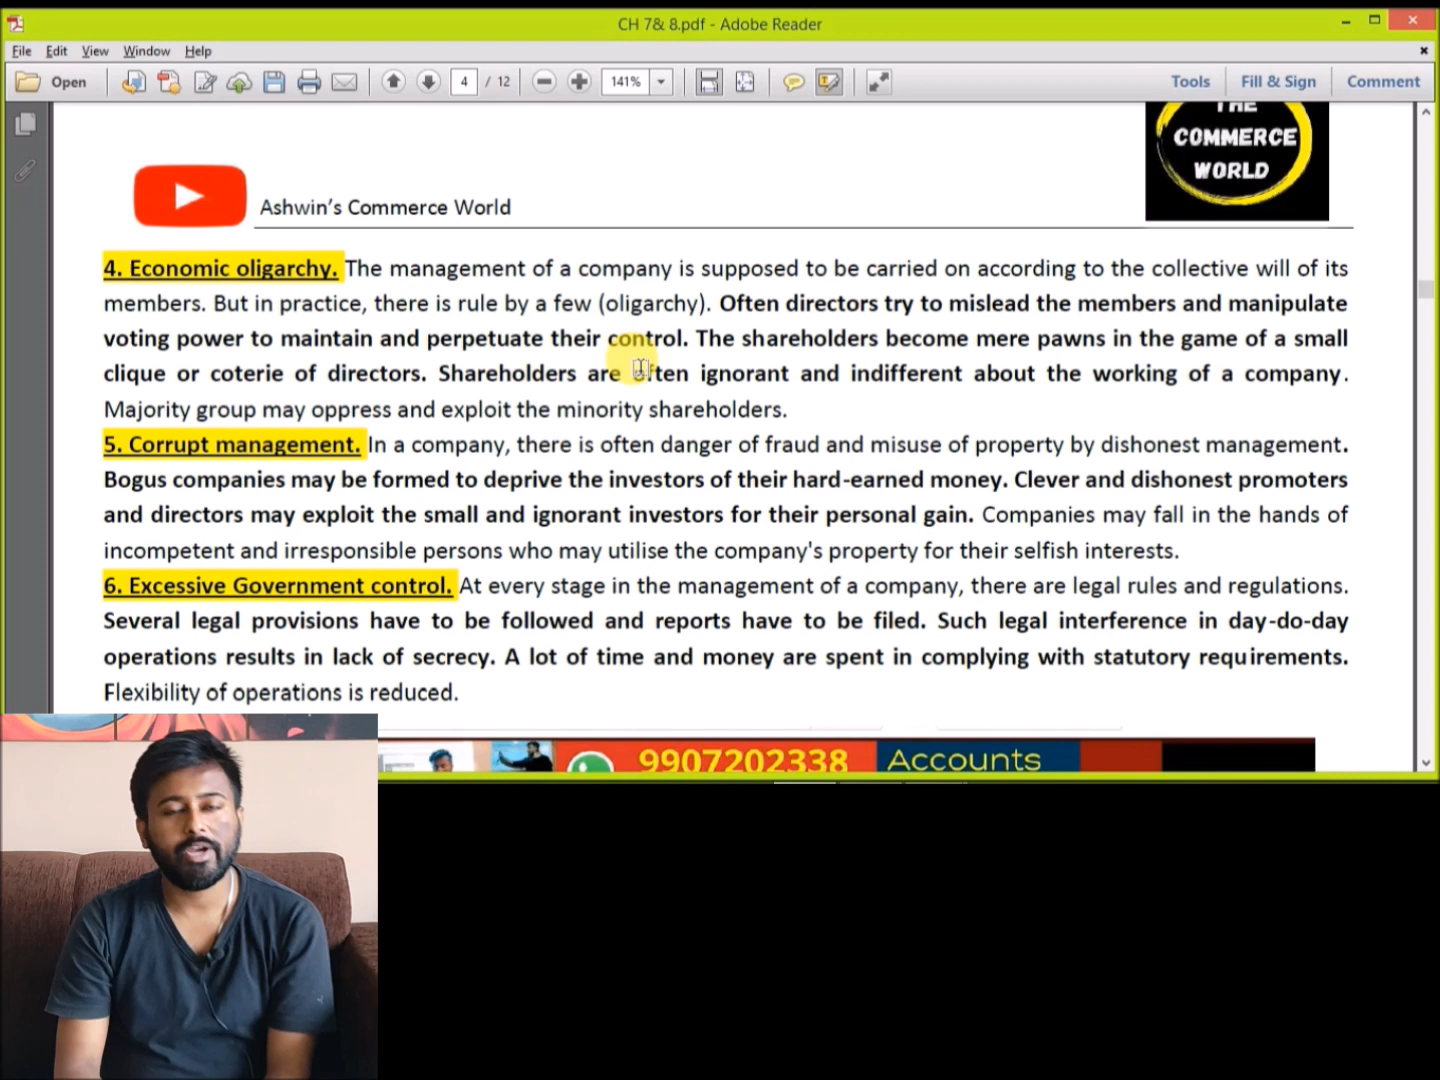 CH 7& 8.pdf - Adobe Reader
File Edit View Window Help
Open 4 / 12 141% Tools Fill & Sign Comment
THE
COMMERCE
WORLD
Ashwin's Commerce World
4. Economic oligarchy. The management of a company is supposed to be carried on according to the collective will of its
members. But in practice, there is rule by a few (oligarchy). Often directors try to mislead the members and manipulate
voting power to maintain and perpetuate their control. The shareholders become mere pawns in the game of a small
clique or coterie of directors. Shareholders are often ignorant and indifferent about the working of a company.
Majority group may oppress and exploit the minority shareholders.
5. Corrupt management. In a company, there is often danger of fraud and misuse of property by dishonest management.
Bogus companies may be formed to deprive the investors of their hard-earned money. Clever and dishonest promoters
and directors may exploit the small and ignorant investors for their personal gain. Companies may fall in the hands of
incompetent and irresponsible persons who may utilise the company's property for their selfish interests.
6. Excessive Government control. At every stage in the management of a company, there are legal rules and regulations.
Several legal provisions have to be followed and reports have to be filed. Such legal interference in day-do-day
operations results in lack of secrecy. A lot of time and money are spent in complying with statutory requirements.
Flexibility of operations is reduced.
9907202338 Accounts